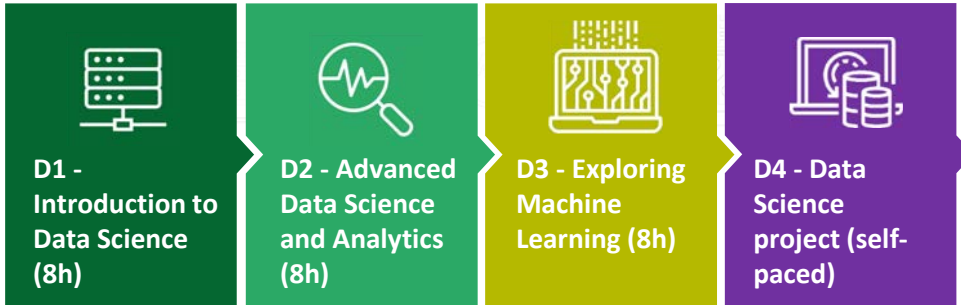 D1 -
Introduction to
Data Science
(8h)
D2 - Advanced
Data Science
and Analytics
(8h)
D3 - Exploring
Machine
Learning (8h)
D4 - Data
Science
project (self-
paced)